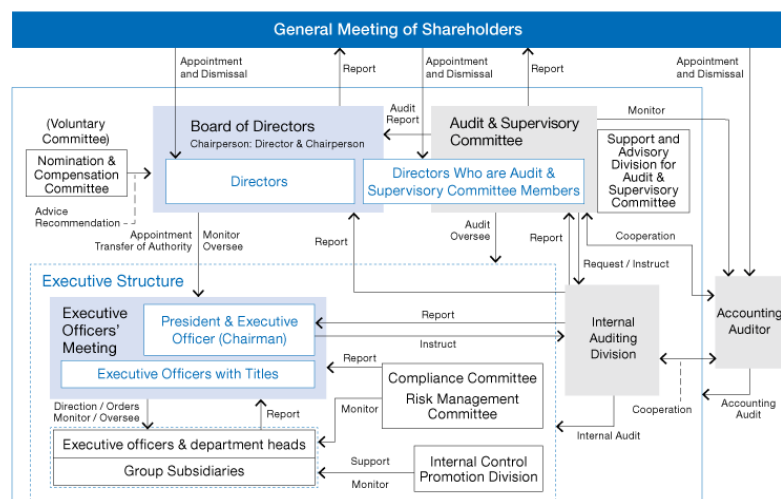 General Meeting of Shareholders
Appointment
and Dismissal
Report
Appointment
and Dismissal
Report
Appointment
and Dismissal
(Voluntary
Committee)
Nomination &
Compensation
Committee
Advice
Recommendation
Board of Directors
Chairperson: Director & Chairperson
Directors
Audit
Report
Audit & Supervisory
Committee
Directors Who are Audit &
Supervisory Committee Members
Monitor
Support and
Advisory
Division for
Audit &
Supervisory
Committee
Appointment
Transfer of Authority
Monitor
Oversee
Report
Audit
Oversee
Report
Cooperation
Request / Instruct
Executive Structure
Executive
Officers’
Meeting
President & Executive
Officer (Chairman)
Executive Officers with Titles
Report
Instruct
Internal
Auditing
Division
Accounting
Auditor
Report
Compliance Committee
Risk Management
Committee
Monitor
Cooperation
Accounting
Audit
Direction / Orders
Monitor / Oversee
Report
Internal Audit
Executive officers & department heads
Group Subsidiaries
Support
Monitor
Internal Control
Promotion Division